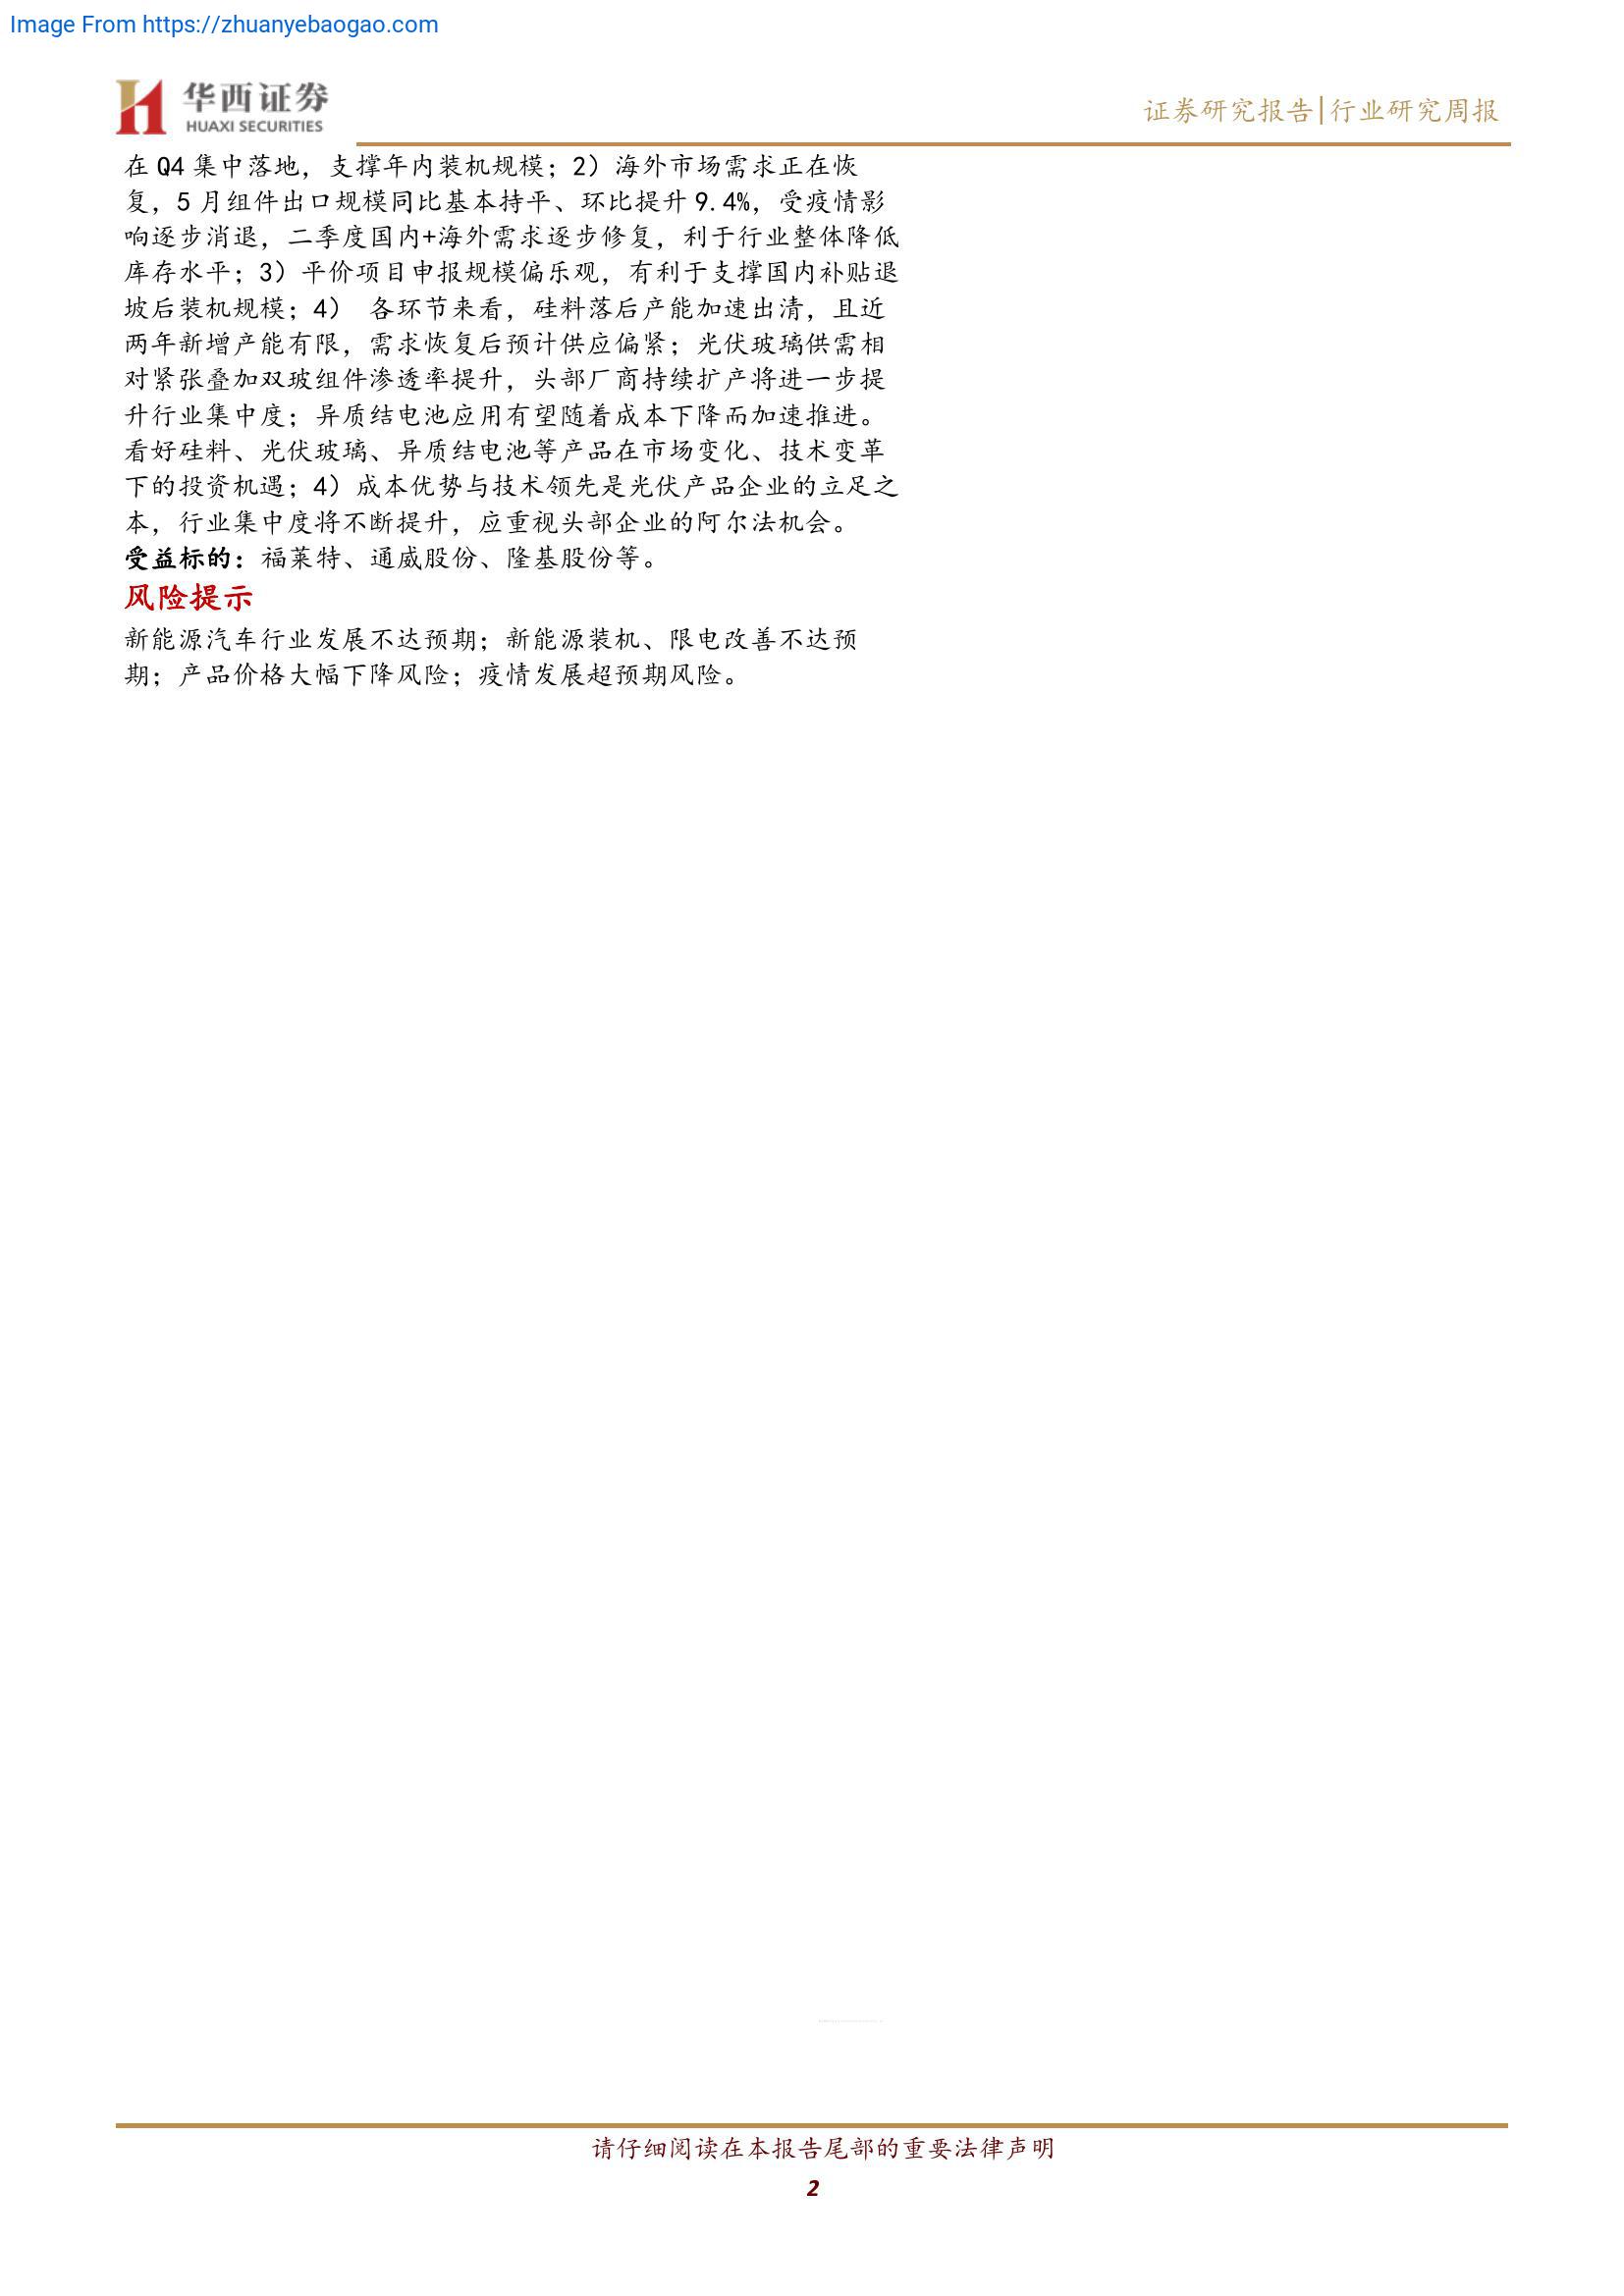 Image From https://zhuanyebaogao.com
华西证券
HUAXI SECURITIES
证券研究报告|行业研究周报
在 Q4 集中落地，支撑年内装机规模；2）海外市场需求正在恢
复，5 月组件出口规模同比基本持平、环比提升 9.4%，受疫情影
响逐步消退，二季度国内+海外需求逐步修复，利于行业整体降低
库存水平；3）平价项目申报规模偏乐观，有利于支撑国内补贴退
坡后装机规模；4） 各环节来看，硅料落后产能加速出清，且近
两年新增产能有限，需求恢复后预计供应偏紧；光伏玻璃供需相
对紧张叠加双玻组件渗透率提升，头部厂商持续扩产将进一步提
升行业集中度；异质结电池应用有望随着成本下降而加速推进。
看好硅料、光伏玻璃、异质结电池等产品在市场变化、技术变革
下的投资机遇；4）成本优势与技术领先是光伏产品企业的立足之
本，行业集中度将不断提升，应重视头部企业的阿尔法机会。
受益标的：福莱特、通威股份、隆基股份等。
风险提示
新能源汽车行业发展不达预期；新能源装机、限电改善不达预
期；产品价格大幅下降风险；疫情发展超预期风险。
请仔细阅读在本报告尾部的重要法律声明
2